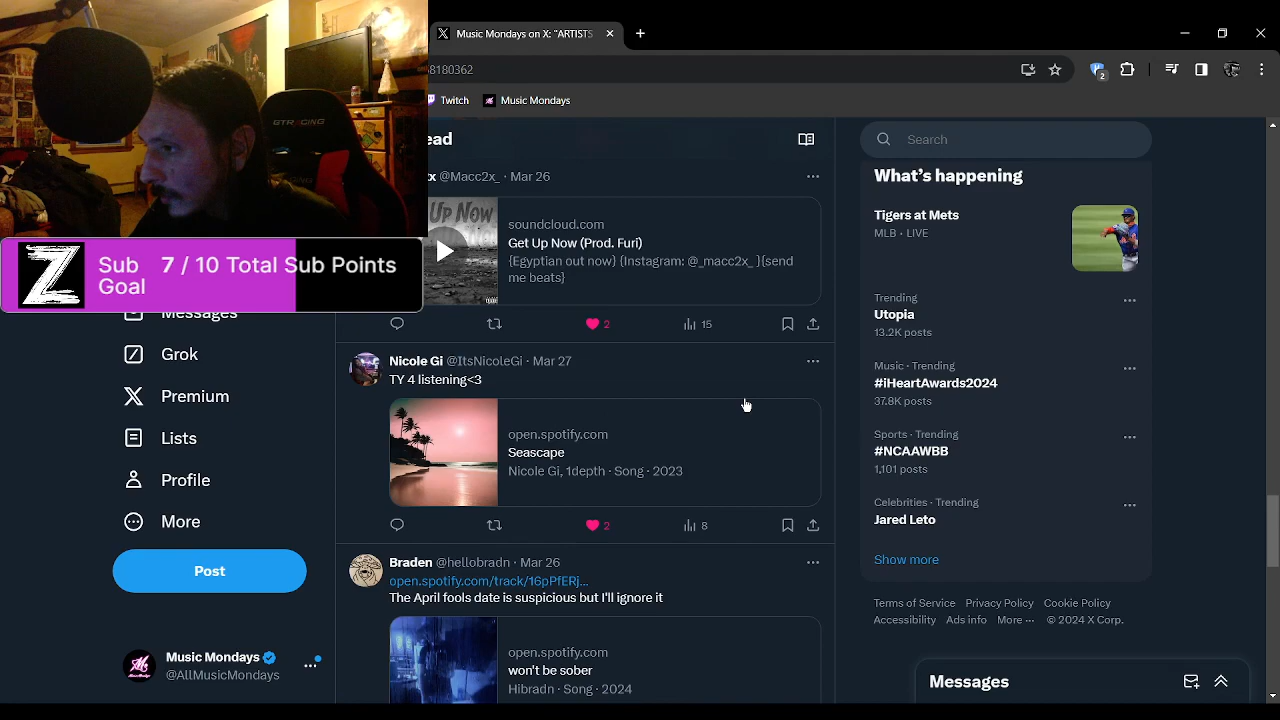 Music Mondays on X: "ARTISTS
8180362
2
Twitch
Music Mondays
GTRACING
Sub Goal
7 / 10 Total Sub Points
Z
Messages
Grok
Premium
Lists
Profile
More
Post
Music Mondays
@AllMusicMondays
ead
x @Macc2x_ · Mar 26
Up Now
soundcloud.com
Get Up Now (Prod. Furi)
{Egyptian out now} (Instagram: @_macc2x_ ){send
me beats}
2
15
Nicole Gi @ItsNicoleGi · Mar 27
TY 4 listening<3
open.spotify.com
Seascape
Nicole Gi, 1depth · Song · 2023
2
8
Braden @hellobradn · Mar 26
open.spotify.com/track/16pPfERj...
The April fools date is suspicious but I'll ignore it
open.spotify.com
won't be sober
Hibradn · Song · 2024
Search
What's happening
Tigers at Mets
MLB · LIVE
Trending
Utopia
13.2K posts
Music · Trending
#iHeartAwards2024
37.8K posts
Sports · Trending
#NCAAWBB
1,101 posts
Celebrities · Trending
Jared Leto
Show more
Terms of Service Privacy Policy Cookie Policy
Accessibility Ads info More ··· © 2024 X Corp.
Messages